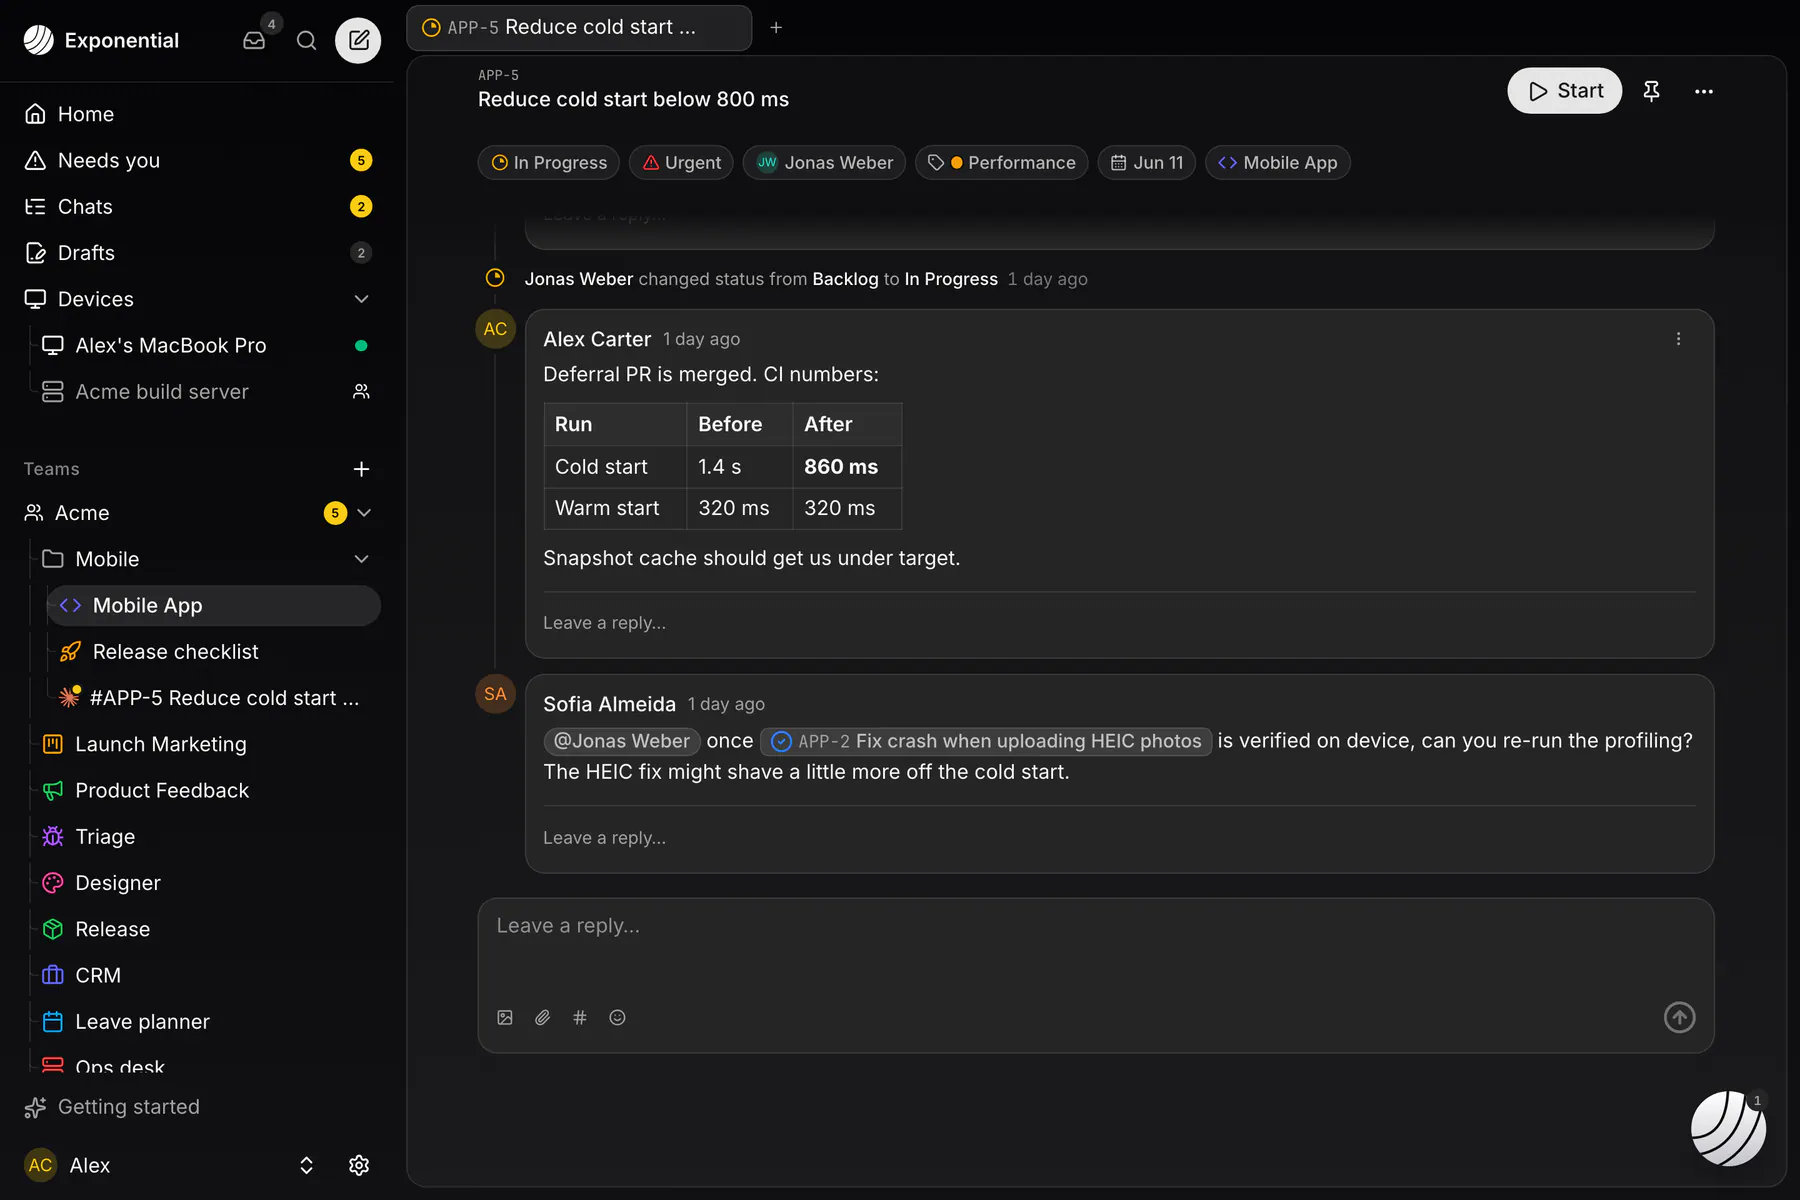 Exponential
4
Home
Needs you
5
Chats
2
Drafts
2
Devices
Alex's MacBook Pro
Acme build server
Teams
Acme
5
Mobile
Mobile App
Release checklist
#APP-5 Reduce cold start ...
Launch Marketing
Product Feedback
Triage
Designer
Release
CRM
Leave planner
Ops desk
Getting started
AC Alex
APP-5 Reduce cold start ...
APP-5
Reduce cold start below 800 ms
Start
In Progress
Urgent
JW Jonas Weber
Performance
Jun 11
Mobile App
Leave a reply...
Jonas Weber changed status from Backlog to In Progress 1 day ago
AC
Alex Carter 1 day ago
Deferral PR is merged. CI numbers:
Run Before After
Cold start 1.4 s 860 ms
Warm start 320 ms 320 ms
Snapshot cache should get us under target.
Leave a reply...
SA
Sofia Almeida 1 day ago
@Jonas Weber once APP-2 Fix crash when uploading HEIC photos is verified on device, can you re-run the profiling?
The HEIC fix might shave a little more off the cold start.
Leave a reply...
Leave a reply...
1